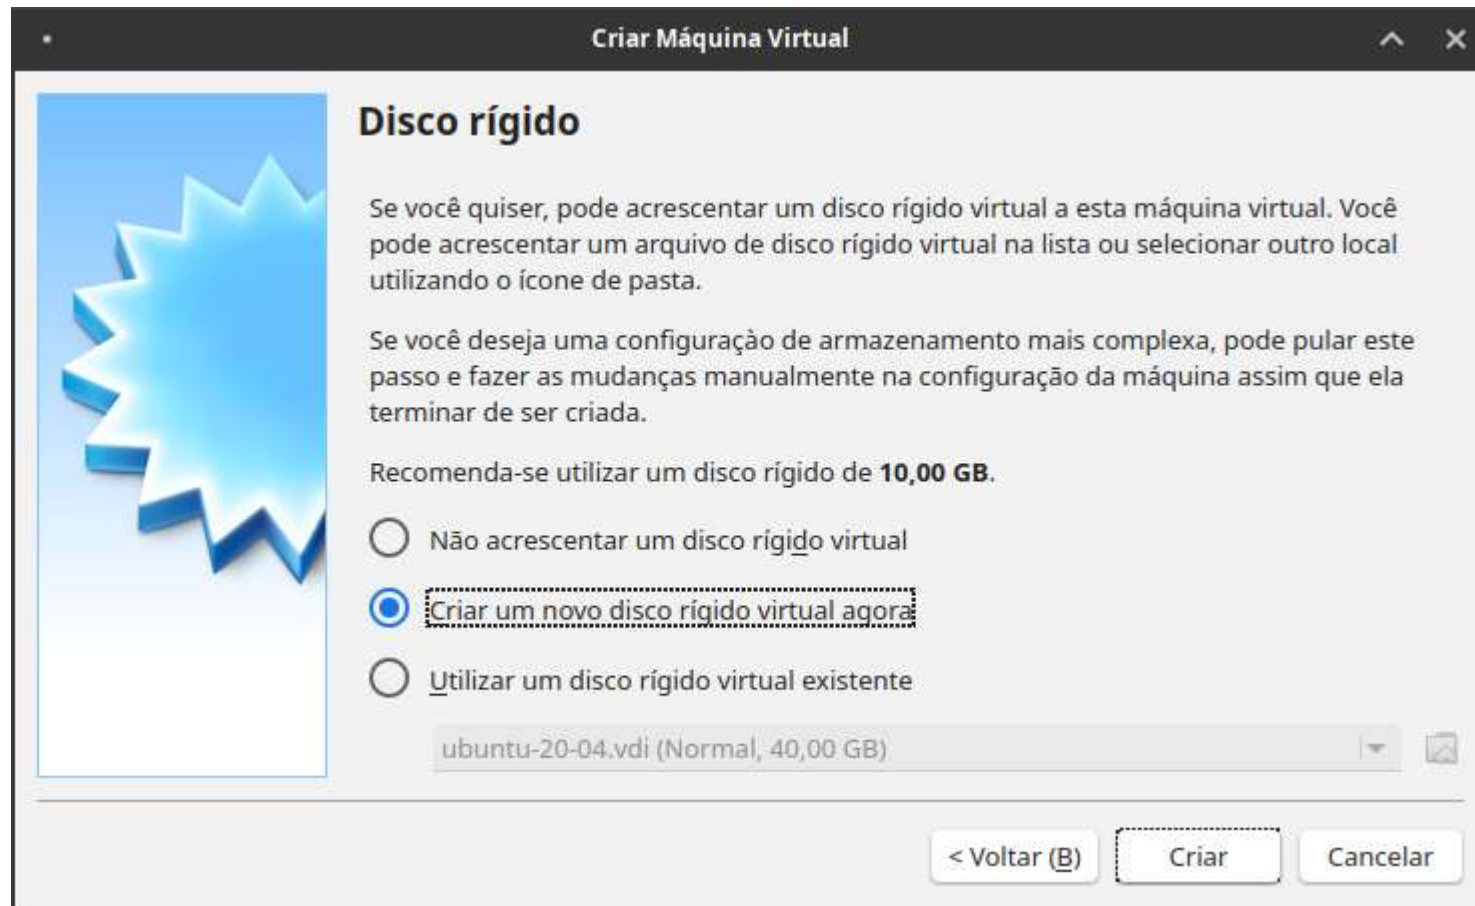 Criar Máquina Virtual
Disco rígido
Se você quiser, pode acrescentar um disco rígido virtual a esta máquina virtual. Você
pode acrescentar um arquivo de disco rígido virtual na lista ou selecionar outro local
utilizando o ícone de pasta.
Se você deseja uma configuraçào de armazenamento mais complexa, pode pular este
passo e fazer as mudanças manualmente na configuração da máquina assim que ela
terminar de ser criada.
Recomenda-se utilizar um disco rígido de 10,00 GB.
Não acrescentar um disco rígido virtual
Criar um novo disco rígido virtual agora
Utilizar um disco rígido virtual existente
ubuntu-20-04.vdi (Normal, 40,00 GB)
< Voltar (B) Criar Cancelar